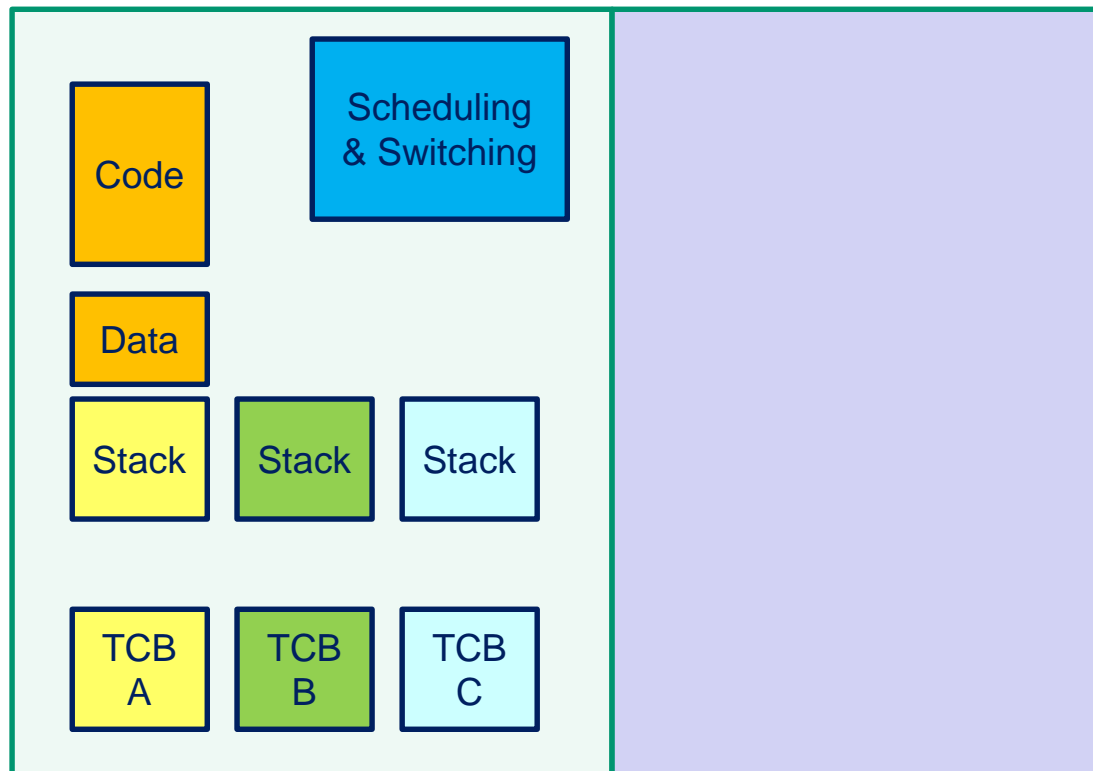 Scheduling
& Switching
Code
Data
Stack
Stack
Stack
TCB
A
TCB
B
TCB
C